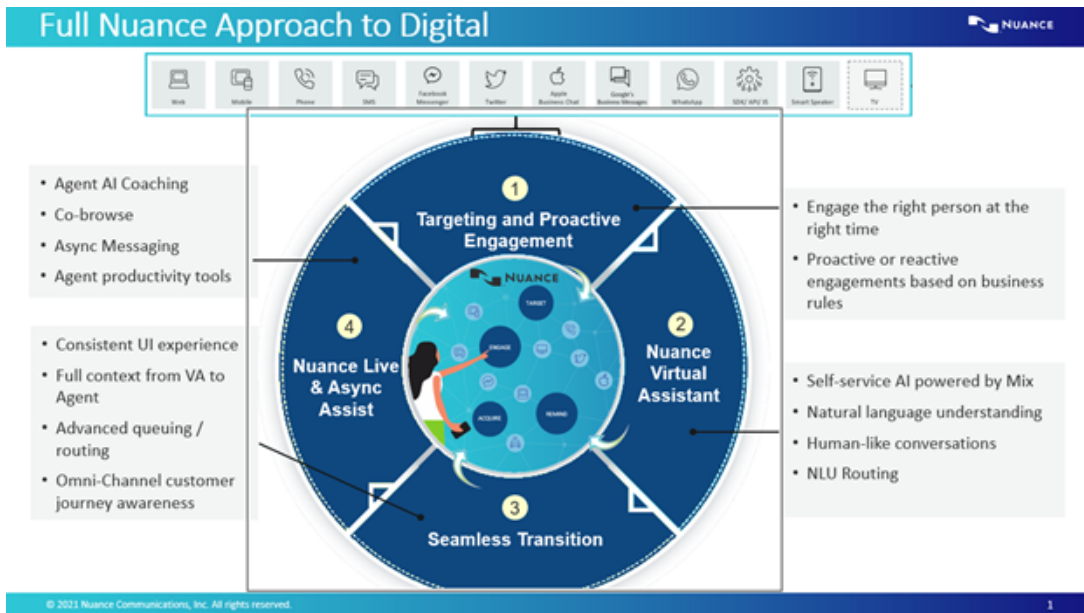 Full Nuance Approach to Digital
NUANCE
Web
Mobile
Phone
SMS
Facebook
Messenger
Twitter
Apple
Business Chat
Google's
Business Messages
WhatsApp
SDK/ API/ JS
Smart Speaker
TV
• Agent AI Coaching
• Co-browse
• Async Messaging
• Agent productivity tools
• Consistent UI experience
• Full context from VA to
Agent
• Advanced queuing /
routing
• Omni-Channel customer
journey awareness
1
Targeting and Proactive
Engagement
NUANCE
TARGET
ENGAGE
ACQUIRE
REMIND
4
Nuance Live
& Async
Assist
2
Nuance
Virtual
Assistant
3
Seamless Transition
• Engage the right person at the
right time
• Proactive or reactive
engagements based on business
rules
• Self-service AI powered by Mix
• Natural language understanding
• Human-like conversations
• NLU Routing
© 2021 Nuance Communications, Inc. All rights reserved.
1